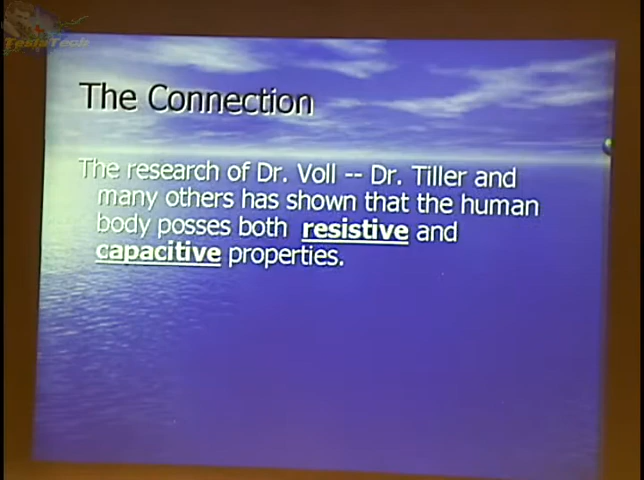 TeslaTech
The Connection
The research of Dr. Voll -- Dr. Tiller and
many others has shown that the human
body posses both resistive and
capacitive properties.